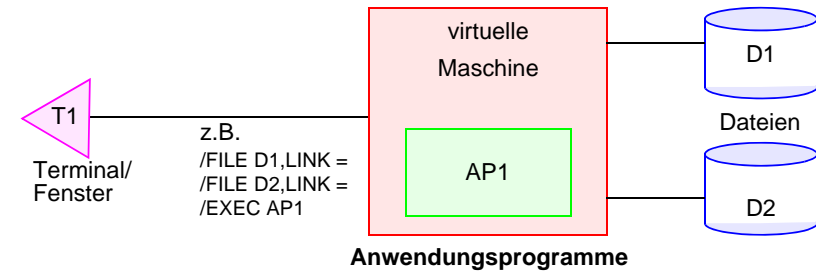 virtuelle
Maschine
D1
T1
z.B.
/FILE D1,LINK =
/FILE D2,LINK =
/EXEC AP1
Terminal/
Fenster
AP1
Dateien
D2
Anwendungsprogramme